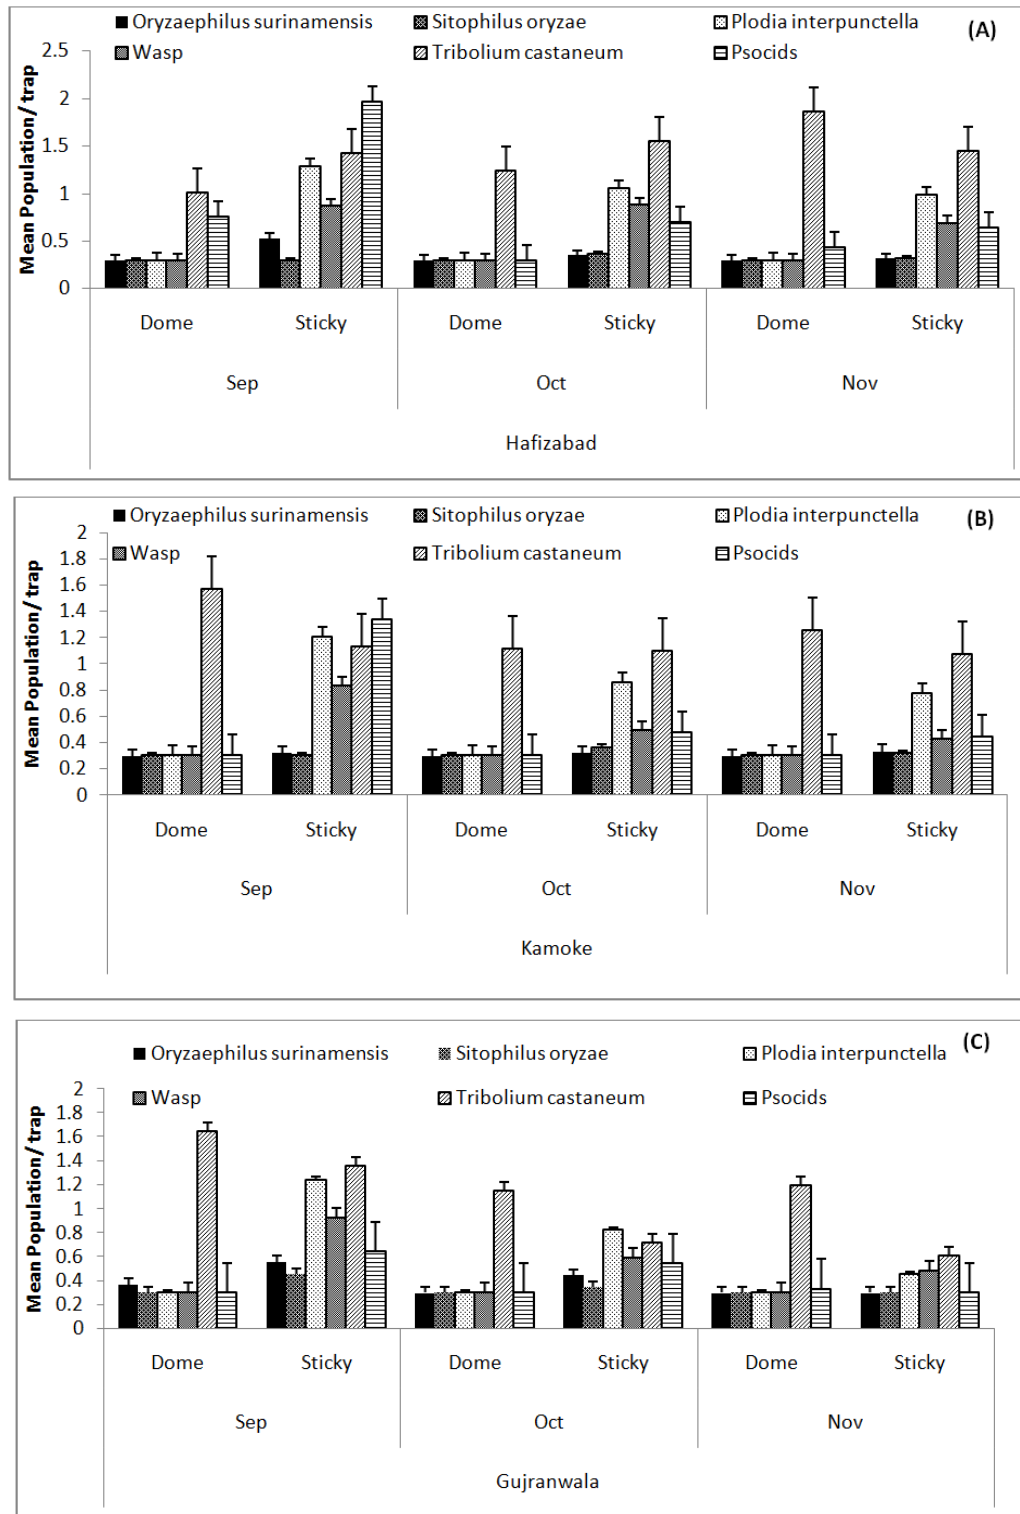 (A)
Oryzaephilus surinamensis Sitophilus oryzae Plodia interpunctella
Wasp Tribolium castaneum Psocids
Mean Population/trap
2.5
2
1.5
1
0.5
0
Dome Sticky Dome Sticky Dome Sticky
Sep Oct Nov
Hafizabad
(B)
Oryzaephilus surinamensis Sitophilus oryzae Plodia interpunctella
Wasp Tribolium castaneum Psocids
Mean Population/trap
2
1.8
1.6
1.4
1.2
1
0.8
0.6
0.4
0.2
0
Dome Sticky Dome Sticky Dome Sticky
Sep Oct Nov
Kamoke
(C)
Oryzaephilus surinamensis Sitophilus oryzae Plodia interpunctella
Wasp Tribolium castaneum Psocids
Mean Population/trap
2
1.8
1.6
1.4
1.2
1
0.8
0.6
0.4
0.2
0
Dome Sticky Dome Sticky Dome Sticky
Sep Oct Nov
Gujranwala